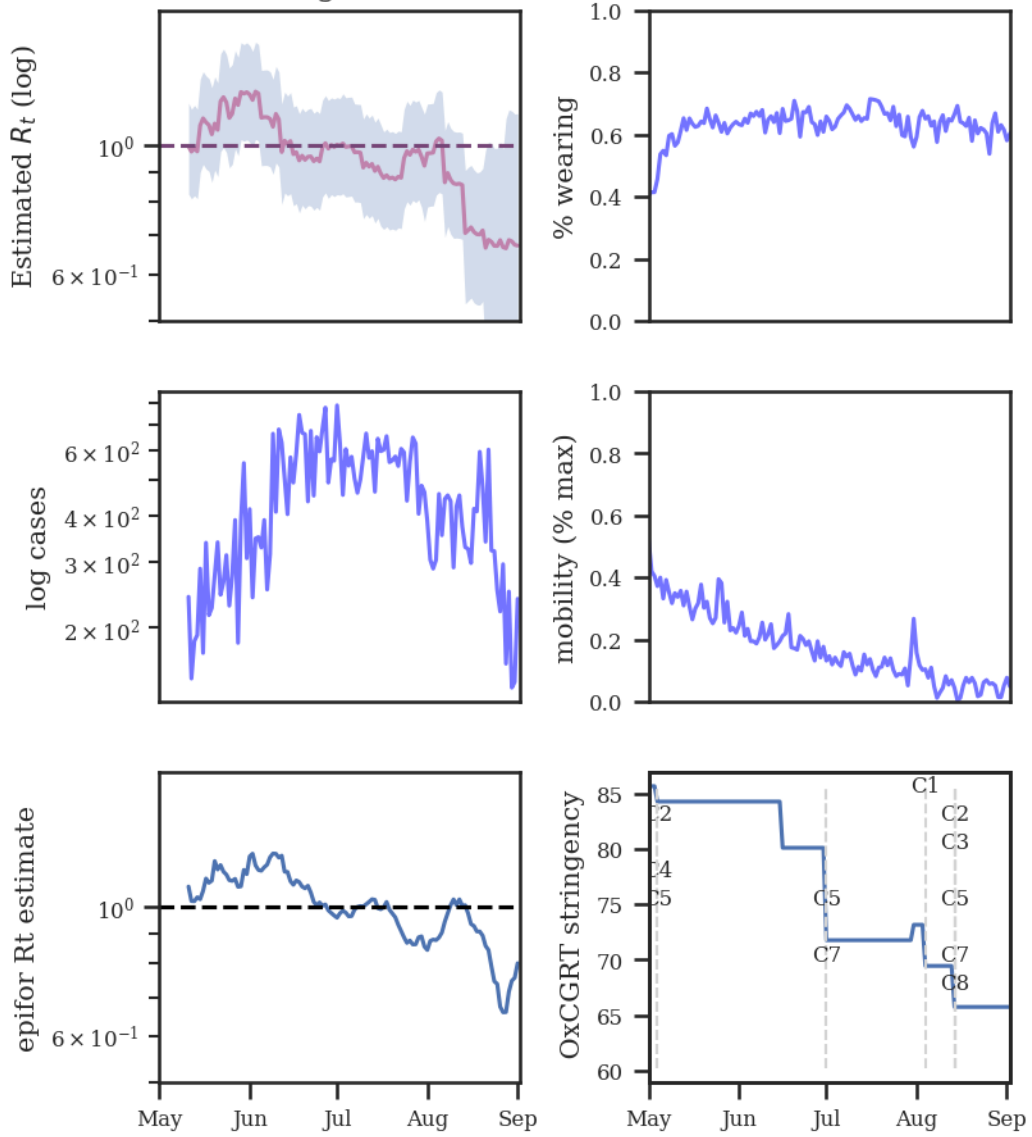 Estimated R_t (log)
10^0
6 × 10^{-1}
% wearing
1.0
0.8
0.6
0.4
0.2
0.0
log cases
6 × 10^2
4 × 10^2
3 × 10^2
2 × 10^2
mobility (% max)
1.0
0.8
0.6
0.4
0.2
0.0
epifor Rt estimate
10^0
6 × 10^{-1}
May Jun Jul Aug Sep
OxCGRT stringency
85
80
75
70
65
60
C2
C4
C5
C5
C7
C1
C2
C3
C5
C7
C8
May Jun Jul Aug Sep